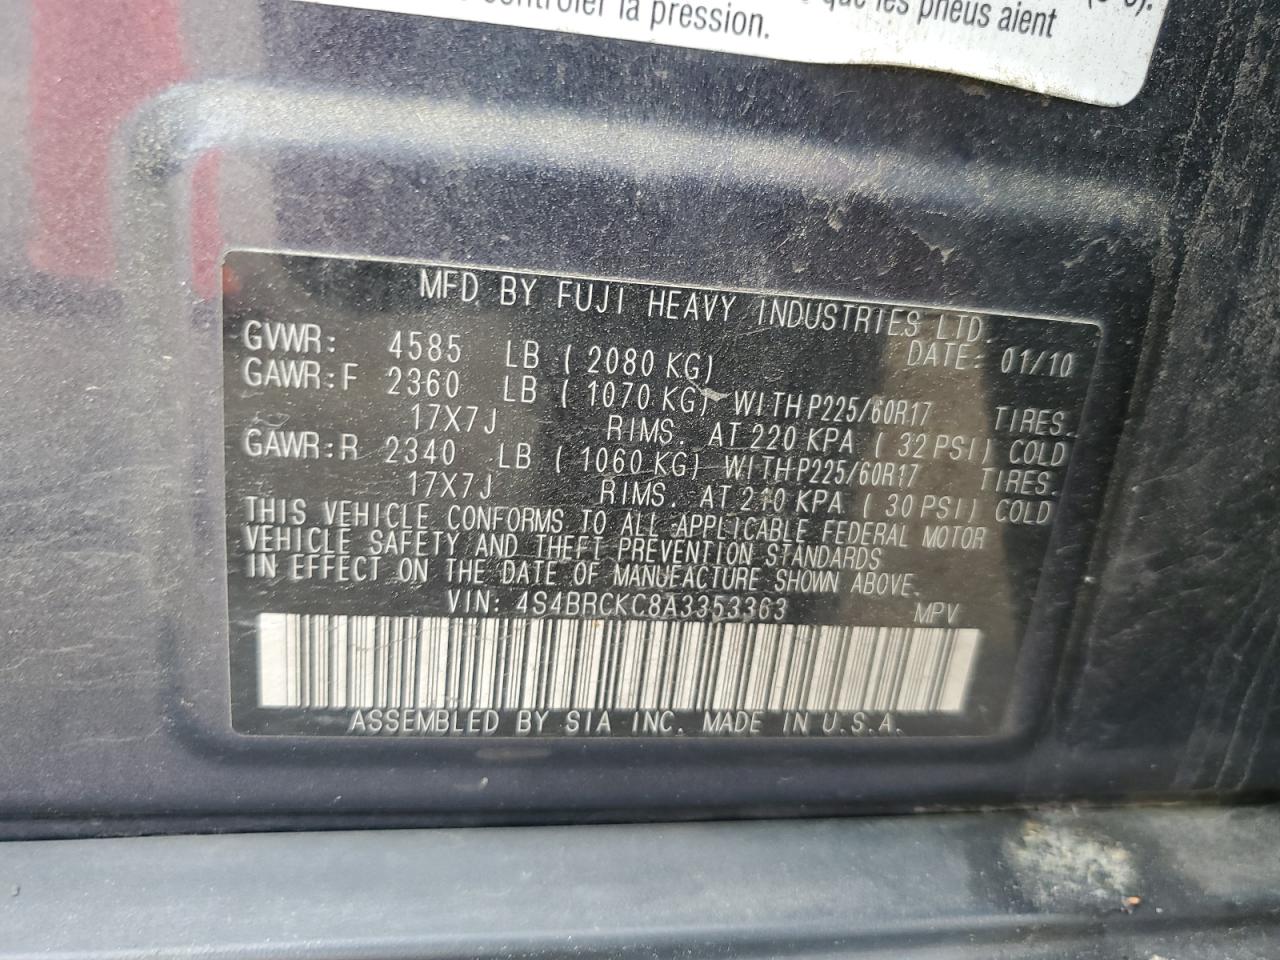 que les pneus aient
contrôler la pression.
MFD. BY FUJI HEAVY INDUSTRIES LTD.
GVWR: 4585 LB ( 2080 KG) DATE: 01/10
GAWR:F 2360 LB ( 1070 KG) WITH P225/60R17 TIRES.
17X7J RIMS. AT 220 KPA ( 32 PSI) COLD
GAWR:R 2340 LB ( 1060 KG) WITH P225/60R17 TIRES.
17X7J RIMS. AT 210 KPA ( 30 PSI) COLD
THIS VEHICLE CONFORMS TO ALL APPLICABLE FEDERAL MOTOR
VEHICLE SAFETY AND THEFT PREVENTION STANDARDS
IN EFFECT ON THE DATE OF MANUFACTURE SHOWN ABOVE.
VIN: 4S4BRCKC8A3353363 MPV
ASSEMBLED BY SIA INC. MADE IN U.S.A.